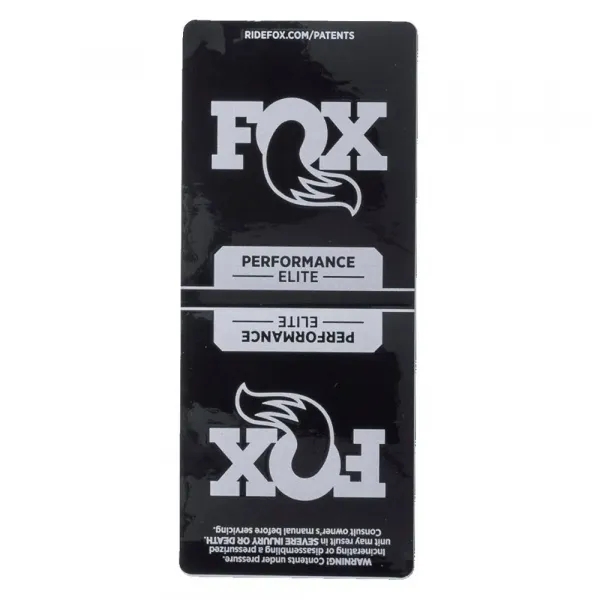 RIDEFOX.COM/PATENTS
FOX
PERFORMANCE
ELITE
PERFORMANCE
ELITE
FOX
WARNING! Contents under pressure.
Incinerating or disassembling a pressurized
unit may result in SEVERE INJURY OR DEATH.
Consult owner's manual before servicing.